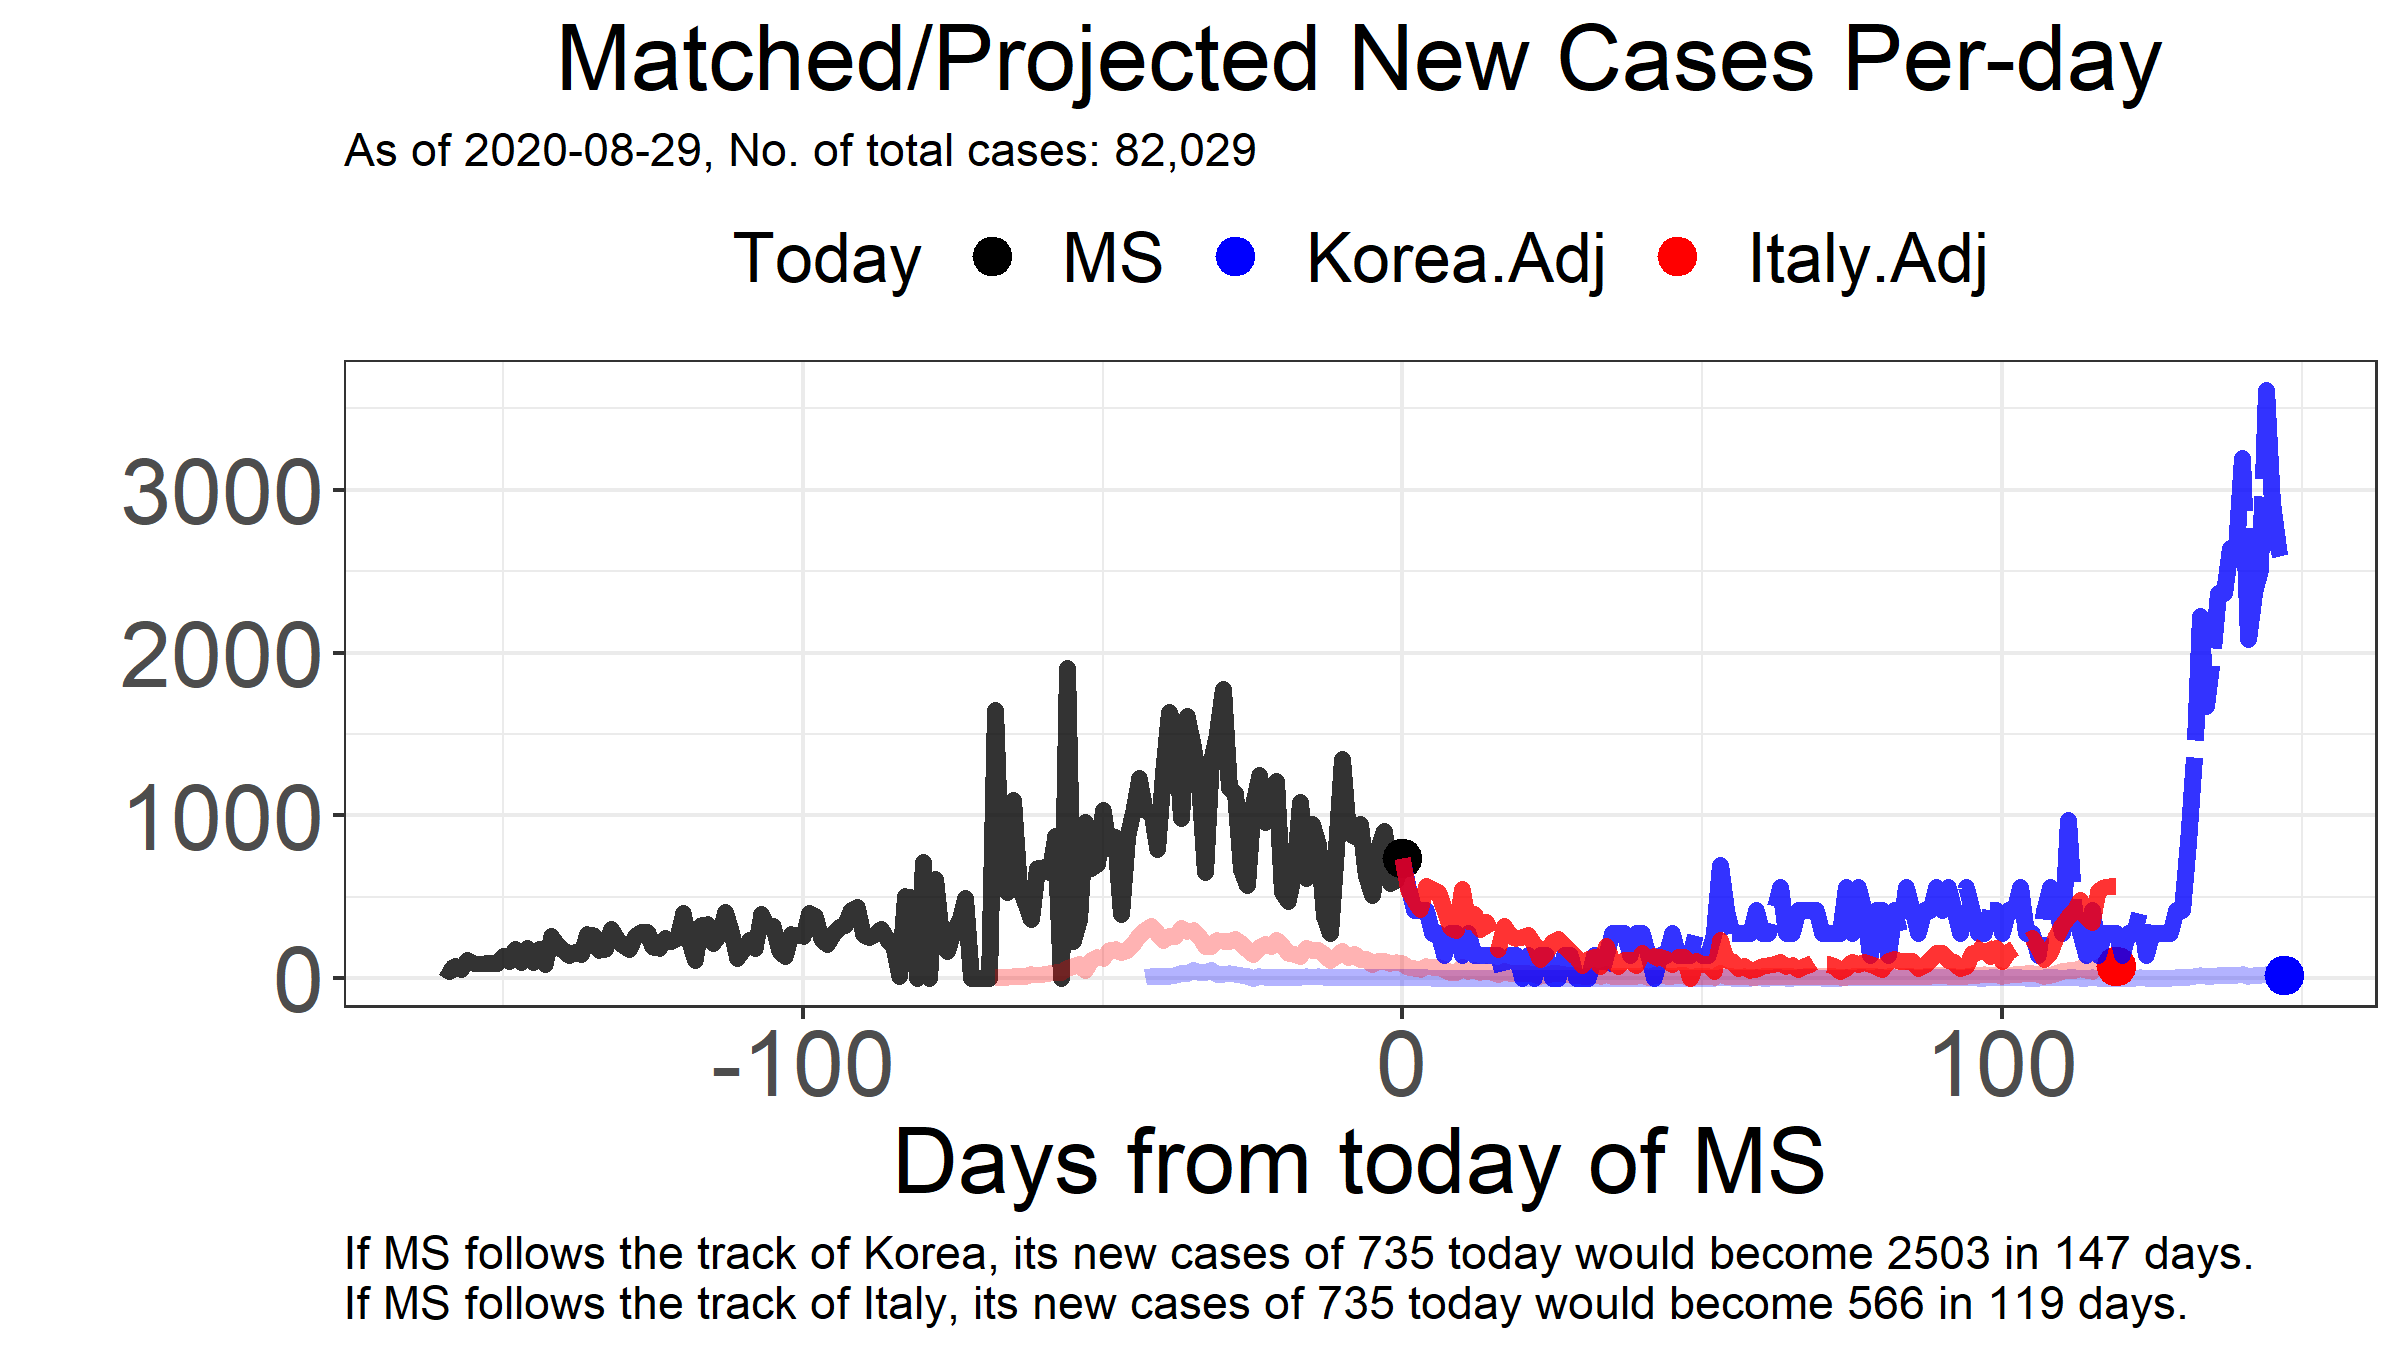 Matched/Projected New Cases Per-day
As of 2020-08-29, No. of total cases: 82,029
Today MS Korea.Adj Italy.Adj
3000
2000
1000
0
-100 0 100
Days from today of MS
If MS follows the track of Korea, its new cases of 735 today would become 2503 in 147 days.
If MS follows the track of Italy, its new cases of 735 today would become 566 in 119 days.